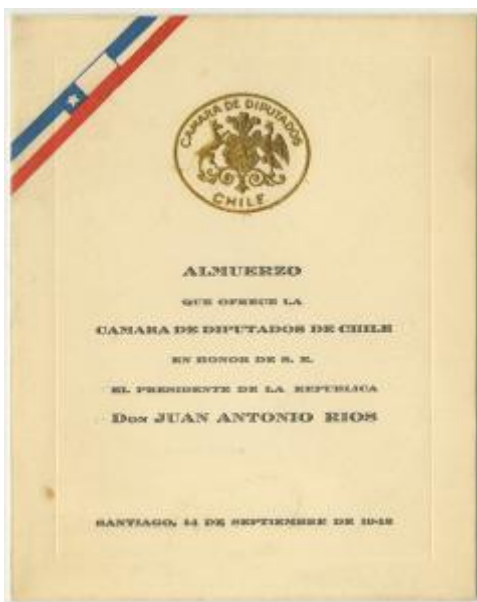 CAMARA DE DIPUTADOS
CHILE
ALMUERZO
QUE OFRECE LA
CAMARA DE DIPUTADOS DE CHILE
EN HONOR DE S. E.
EL PRESIDENTE DE LA REPUBLICA
DON JUAN ANTONIO RIOS
SANTIAGO, 14 DE SEPTIEMBRE DE